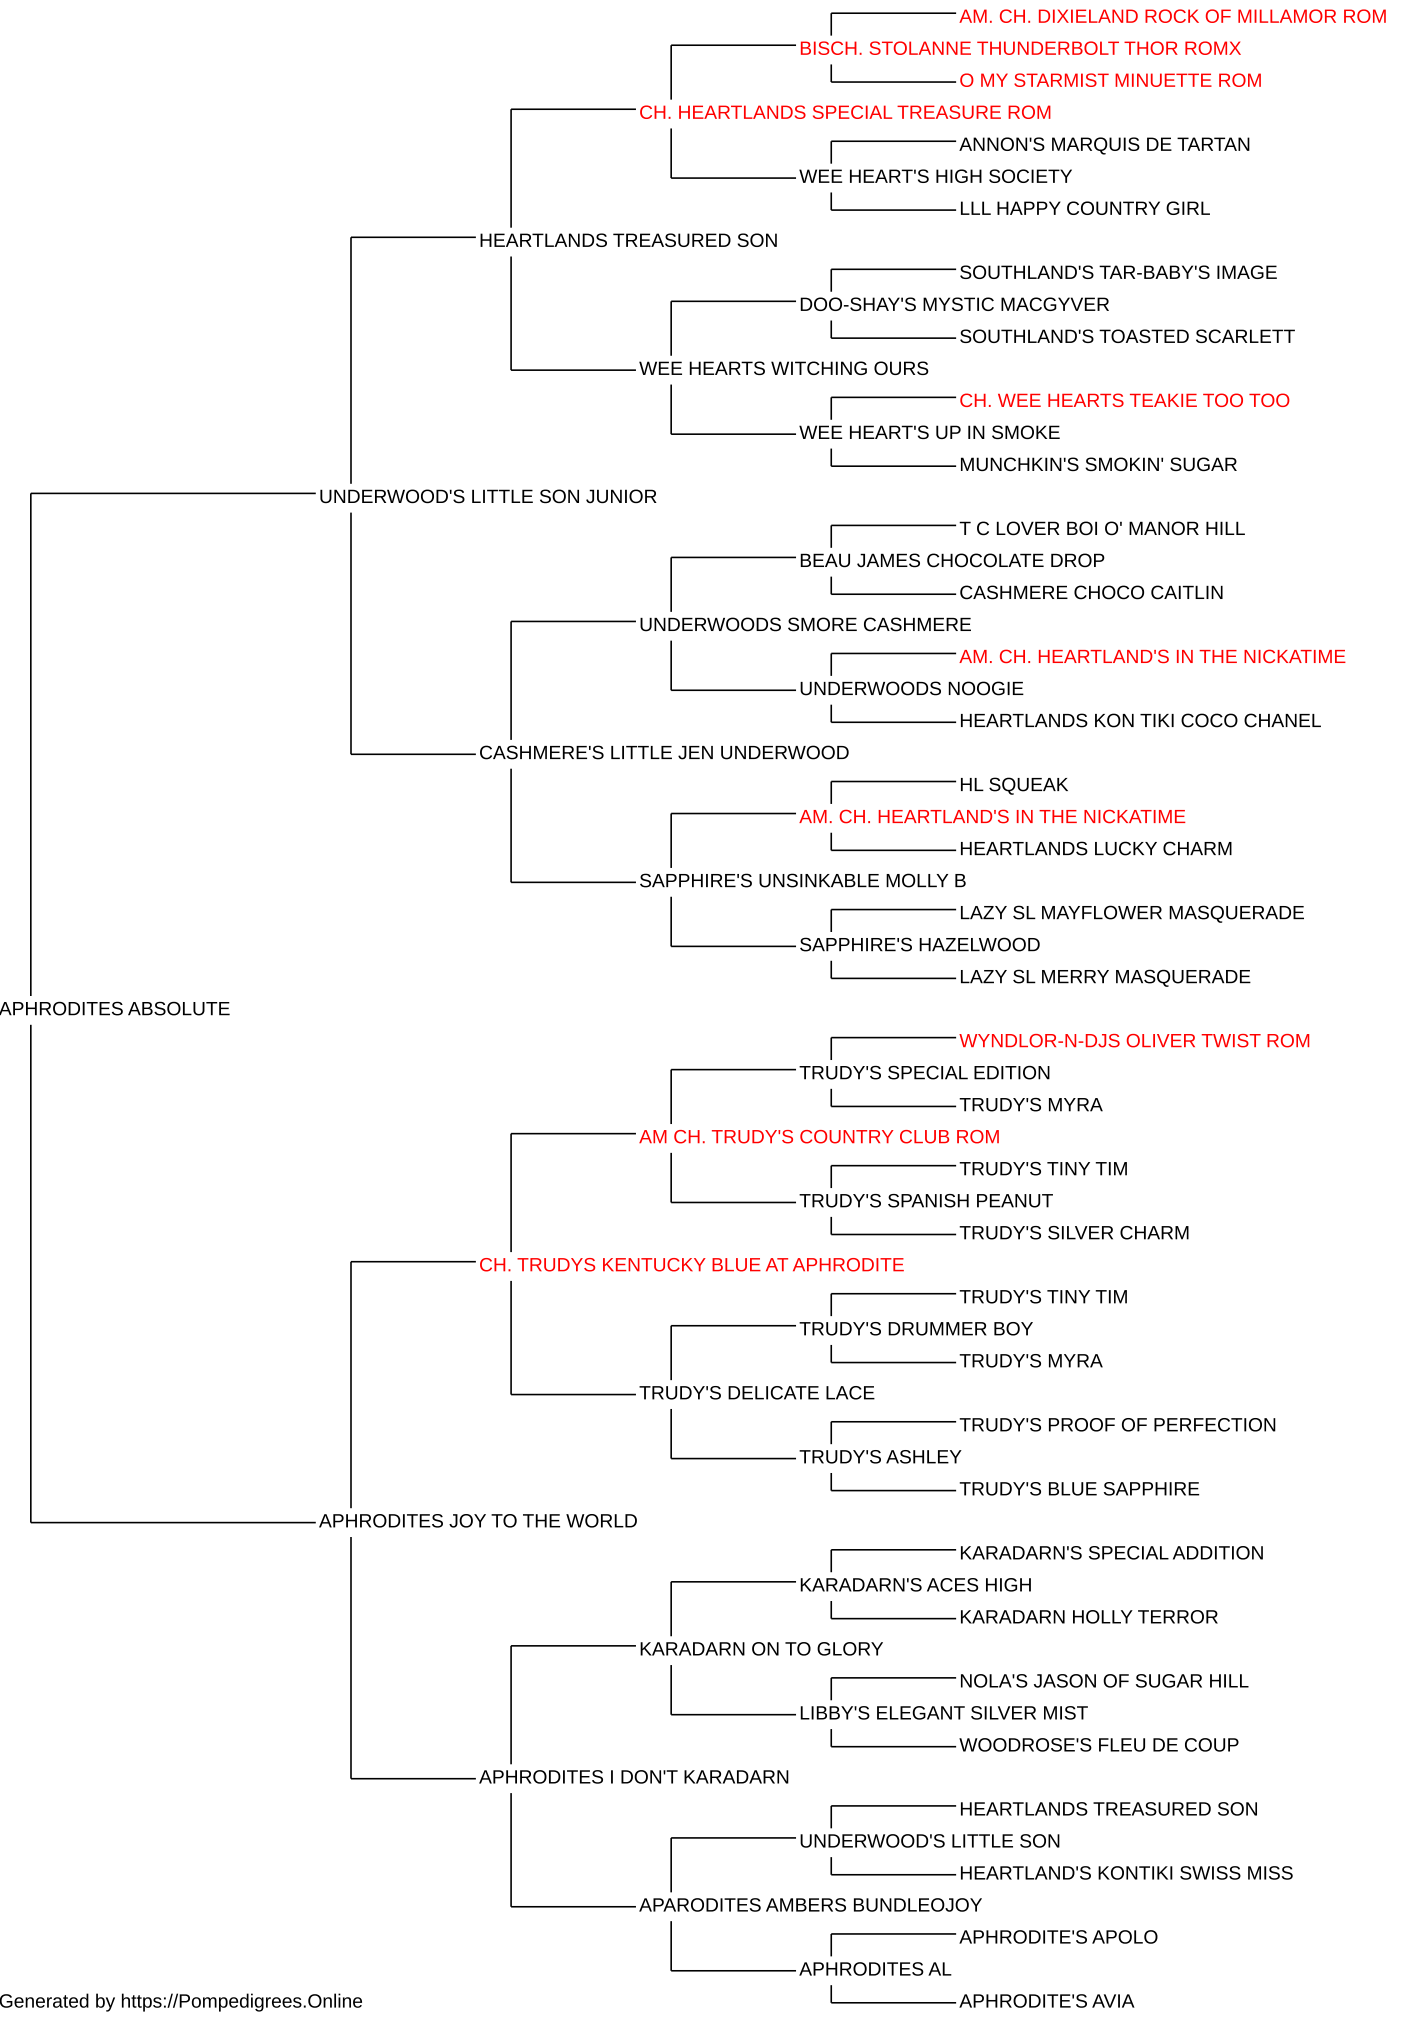 AM. CH. DIXIELAND ROCK OF MILLAMOR ROM
BISCH. STOLANNE THUNDERBOLT THOR ROMX
O MY STARMIST MINUETTE ROM
CH. HEARTLANDS SPECIAL TREASURE ROM
ANNON'S MARQUIS DE TARTAN
WEE HEART'S HIGH SOCIETY
LLL HAPPY COUNTRY GIRL
HEARTLANDS TREASURED SON
SOUTHLAND'S TAR-BABY'S IMAGE
DOO-SHAY'S MYSTIC MACGYVER
SOUTHLAND'S TOASTED SCARLETT
WEE HEARTS WITCHING OURS
CH. WEE HEARTS TEAKIE TOO TOO
WEE HEART'S UP IN SMOKE
MUNCHKIN'S SMOKIN' SUGAR
UNDERWOOD'S LITTLE SON JUNIOR
T C LOVER BOI O' MANOR HILL
BEAU JAMES CHOCOLATE DROP
CASHMERE CHOCO CAITLIN
UNDERWOODS SMORE CASHMERE
AM. CH. HEARTLAND'S IN THE NICKATIME
UNDERWOODS NOOGIE
HEARTLANDS KON TIKI COCO CHANEL
CASHMERE'S LITTLE JEN UNDERWOOD
HL SQUEAK
AM. CH. HEARTLAND'S IN THE NICKATIME
HEARTLANDS LUCKY CHARM
SAPPHIRE'S UNSINKABLE MOLLY B
LAZY SL MAYFLOWER MASQUERADE
SAPPHIRE'S HAZELWOOD
LAZY SL MERRY MASQUERADE
APHRODITES ABSOLUTE
WYNDLOR-N-DJS OLIVER TWIST ROM
TRUDY'S SPECIAL EDITION
TRUDY'S MYRA
AM CH. TRUDY'S COUNTRY CLUB ROM
TRUDY'S TINY TIM
TRUDY'S SPANISH PEANUT
TRUDY'S SILVER CHARM
CH. TRUDYS KENTUCKY BLUE AT APHRODITE
TRUDY'S TINY TIM
TRUDY'S DRUMMER BOY
TRUDY'S MYRA
TRUDY'S DELICATE LACE
TRUDY'S PROOF OF PERFECTION
TRUDY'S ASHLEY
TRUDY'S BLUE SAPPHIRE
APHRODITES JOY TO THE WORLD
KARADARN'S SPECIAL ADDITION
KARADARN'S ACES HIGH
KARADARN HOLLY TERROR
KARADARN ON TO GLORY
NOLA'S JASON OF SUGAR HILL
LIBBY'S ELEGANT SILVER MIST
WOODROSE'S FLEU DE COUP
APHRODITES I DON'T KARADARN
HEARTLANDS TREASURED SON
UNDERWOOD'S LITTLE SON
HEARTLAND'S KONTIKI SWISS MISS
APARODITES AMBERS BUNDLEOJOY
APHRODITE'S APOLO
APHRODITES AL
APHRODITE'S AVIA
Generated by https://Pompedigrees.Online